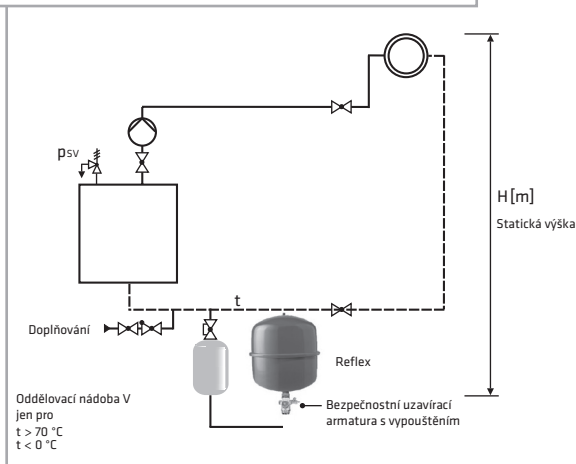 pSV
H [m]
Statická výška
t
Doplňování
Reflex
Oddělovací nádoba V
jen pro
t > 70 °C
t < 0 °C
Bezpečnostní uzavírací
armatura s vypouštěním